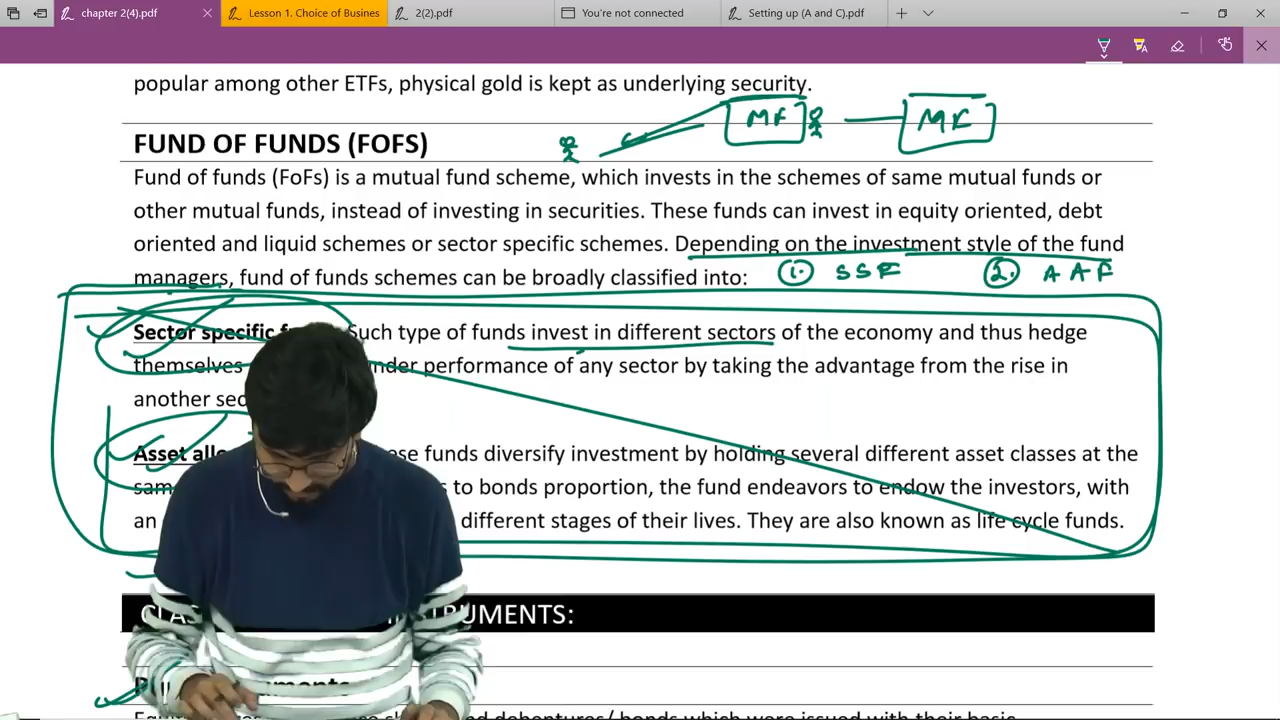 chapter 2(4).pdf
Lesson 1. Choice of Busines
2(2).pdf
You're not connected
Setting up (A and C).pdf
popular among other ETFs, physical gold is kept as underlying security.
MF MF
FUND OF FUNDS (FOFS)
Fund of funds (FoFs) is a mutual fund scheme, which invests in the schemes of same mutual funds or
other mutual funds, instead of investing in securities. These funds can invest in equity oriented, debt
oriented and liquid schemes or sector specific schemes. Depending on the investment style of the fund
managers, fund of funds schemes can be broadly classified into:
1. SSF 2. AAF
Sector specific Such type of funds invest in different sectors of the economy and thus hedge
themselves under performance of any sector by taking the advantage from the rise in
another
Asset funds diversify investment by holding several different asset classes at the
to bonds proportion, the fund endeavors to endow the investors, with
an different stages of their lives. They are also known as life cycle funds.